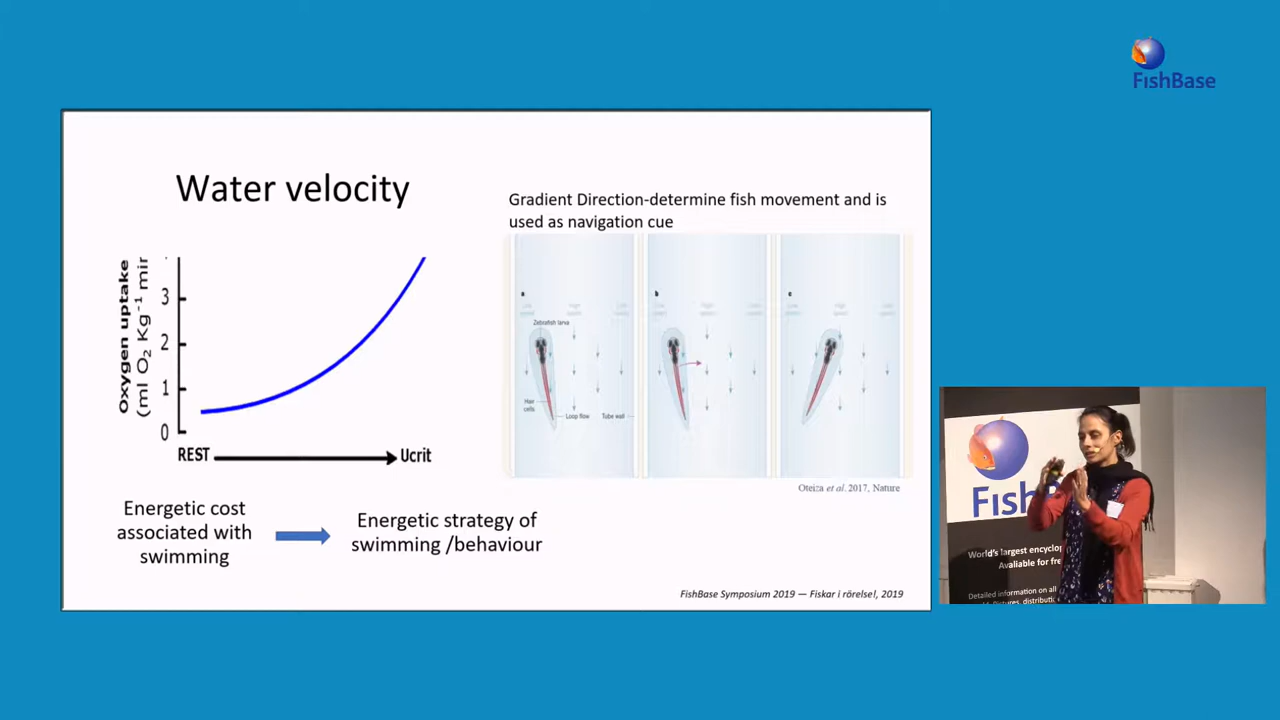 FishBase
Water velocity
Gradient Direction-determine fish movement and is
used as navigation cue
Oxygen uptake
(ml O₂ Kg⁻¹ mir
3
2
1
0
REST
Ucrit
a
b
c
Zebrafish larva
Hair
cells
Loop flow
Tube wall
Oteiza et al. 2017, Nature
Energetic cost
associated with
swimming
Energetic strategy of
swimming /behaviour
FishBase Symposium 2019 — Fiskar i rörelse!, 2019
Fish
World's largest encyclop
Avaliable for fre
Detailed information on all